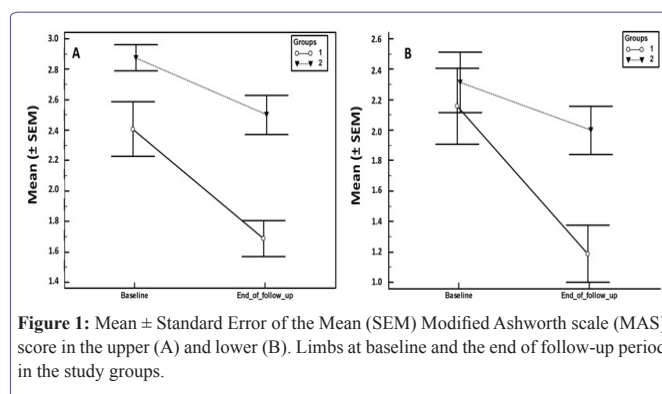 A
Mean (± SEM)
3.0
2.8
2.6
2.4
2.2
2.0
1.8
1.6
1.4
Groups
1
2
Baseline
End_of_follow_up
B
Mean (± SEM)
2.6
2.4
2.2
2.0
1.8
1.6
1.4
1.2
1.0
Groups
1
2
Baseline
End_of_follow_up
Figure 1: Mean ± Standard Error of the Mean (SEM) Modified Ashworth scale (MAS)
score in the upper (A) and lower (B). Limbs at baseline and the end of follow-up period
in the study groups.